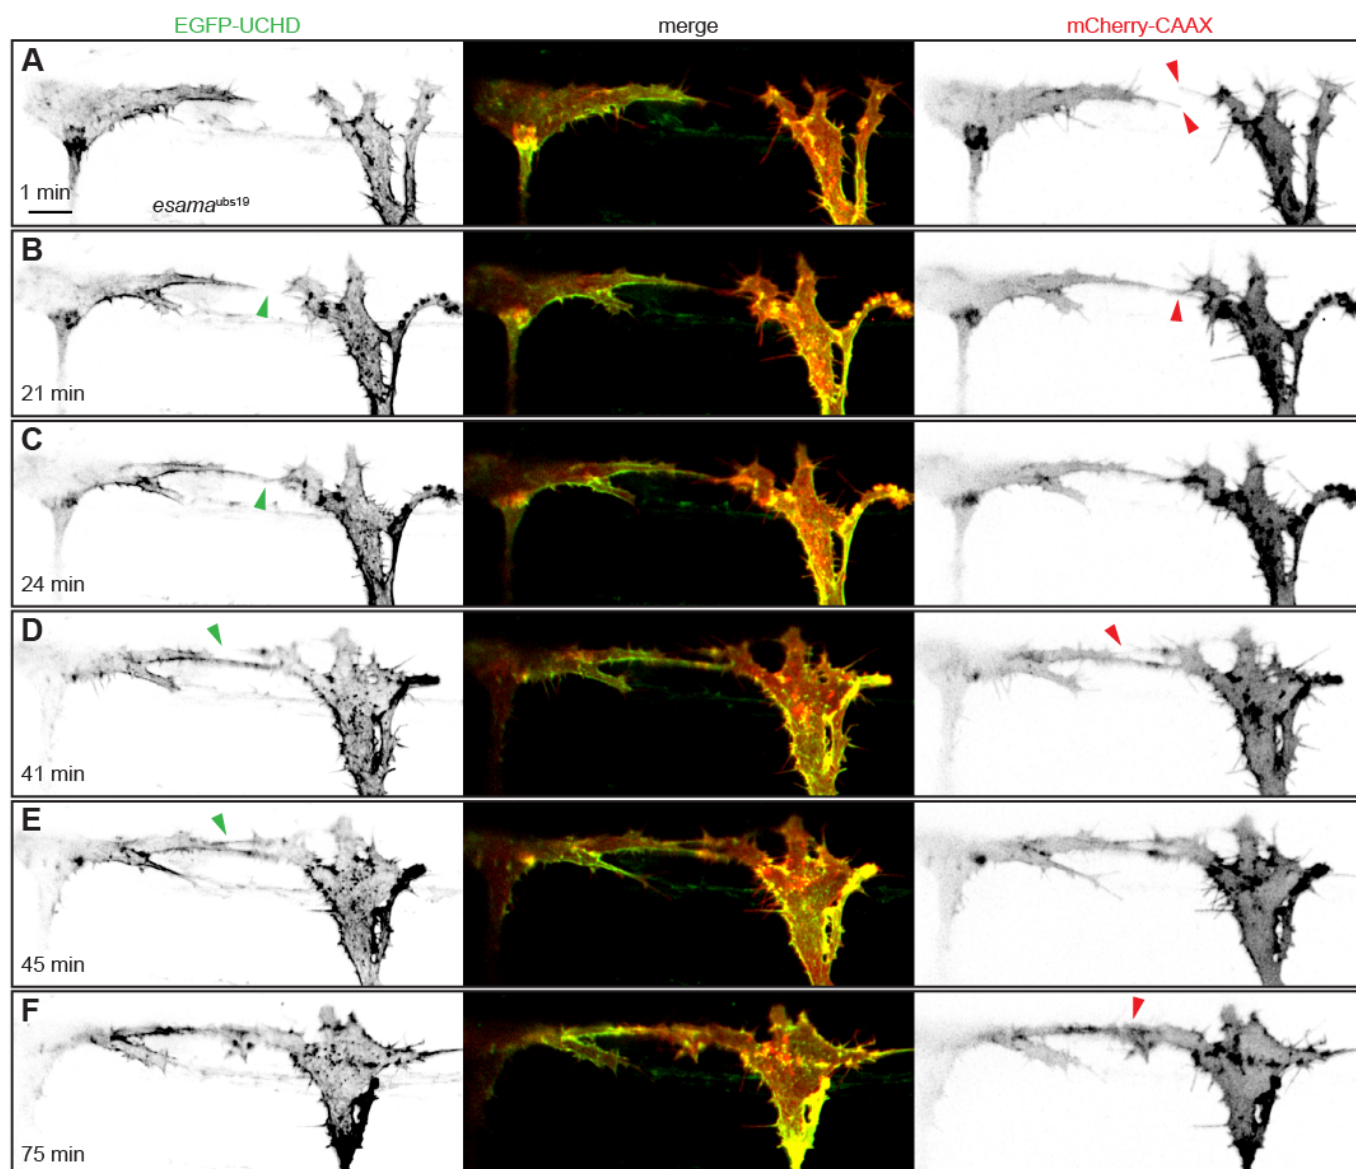 EGFP-UCHD merge mCherry-CAAX
A
1 min esama^ubs19
B
21 min
C
24 min
D
41 min
E
45 min
F
75 min